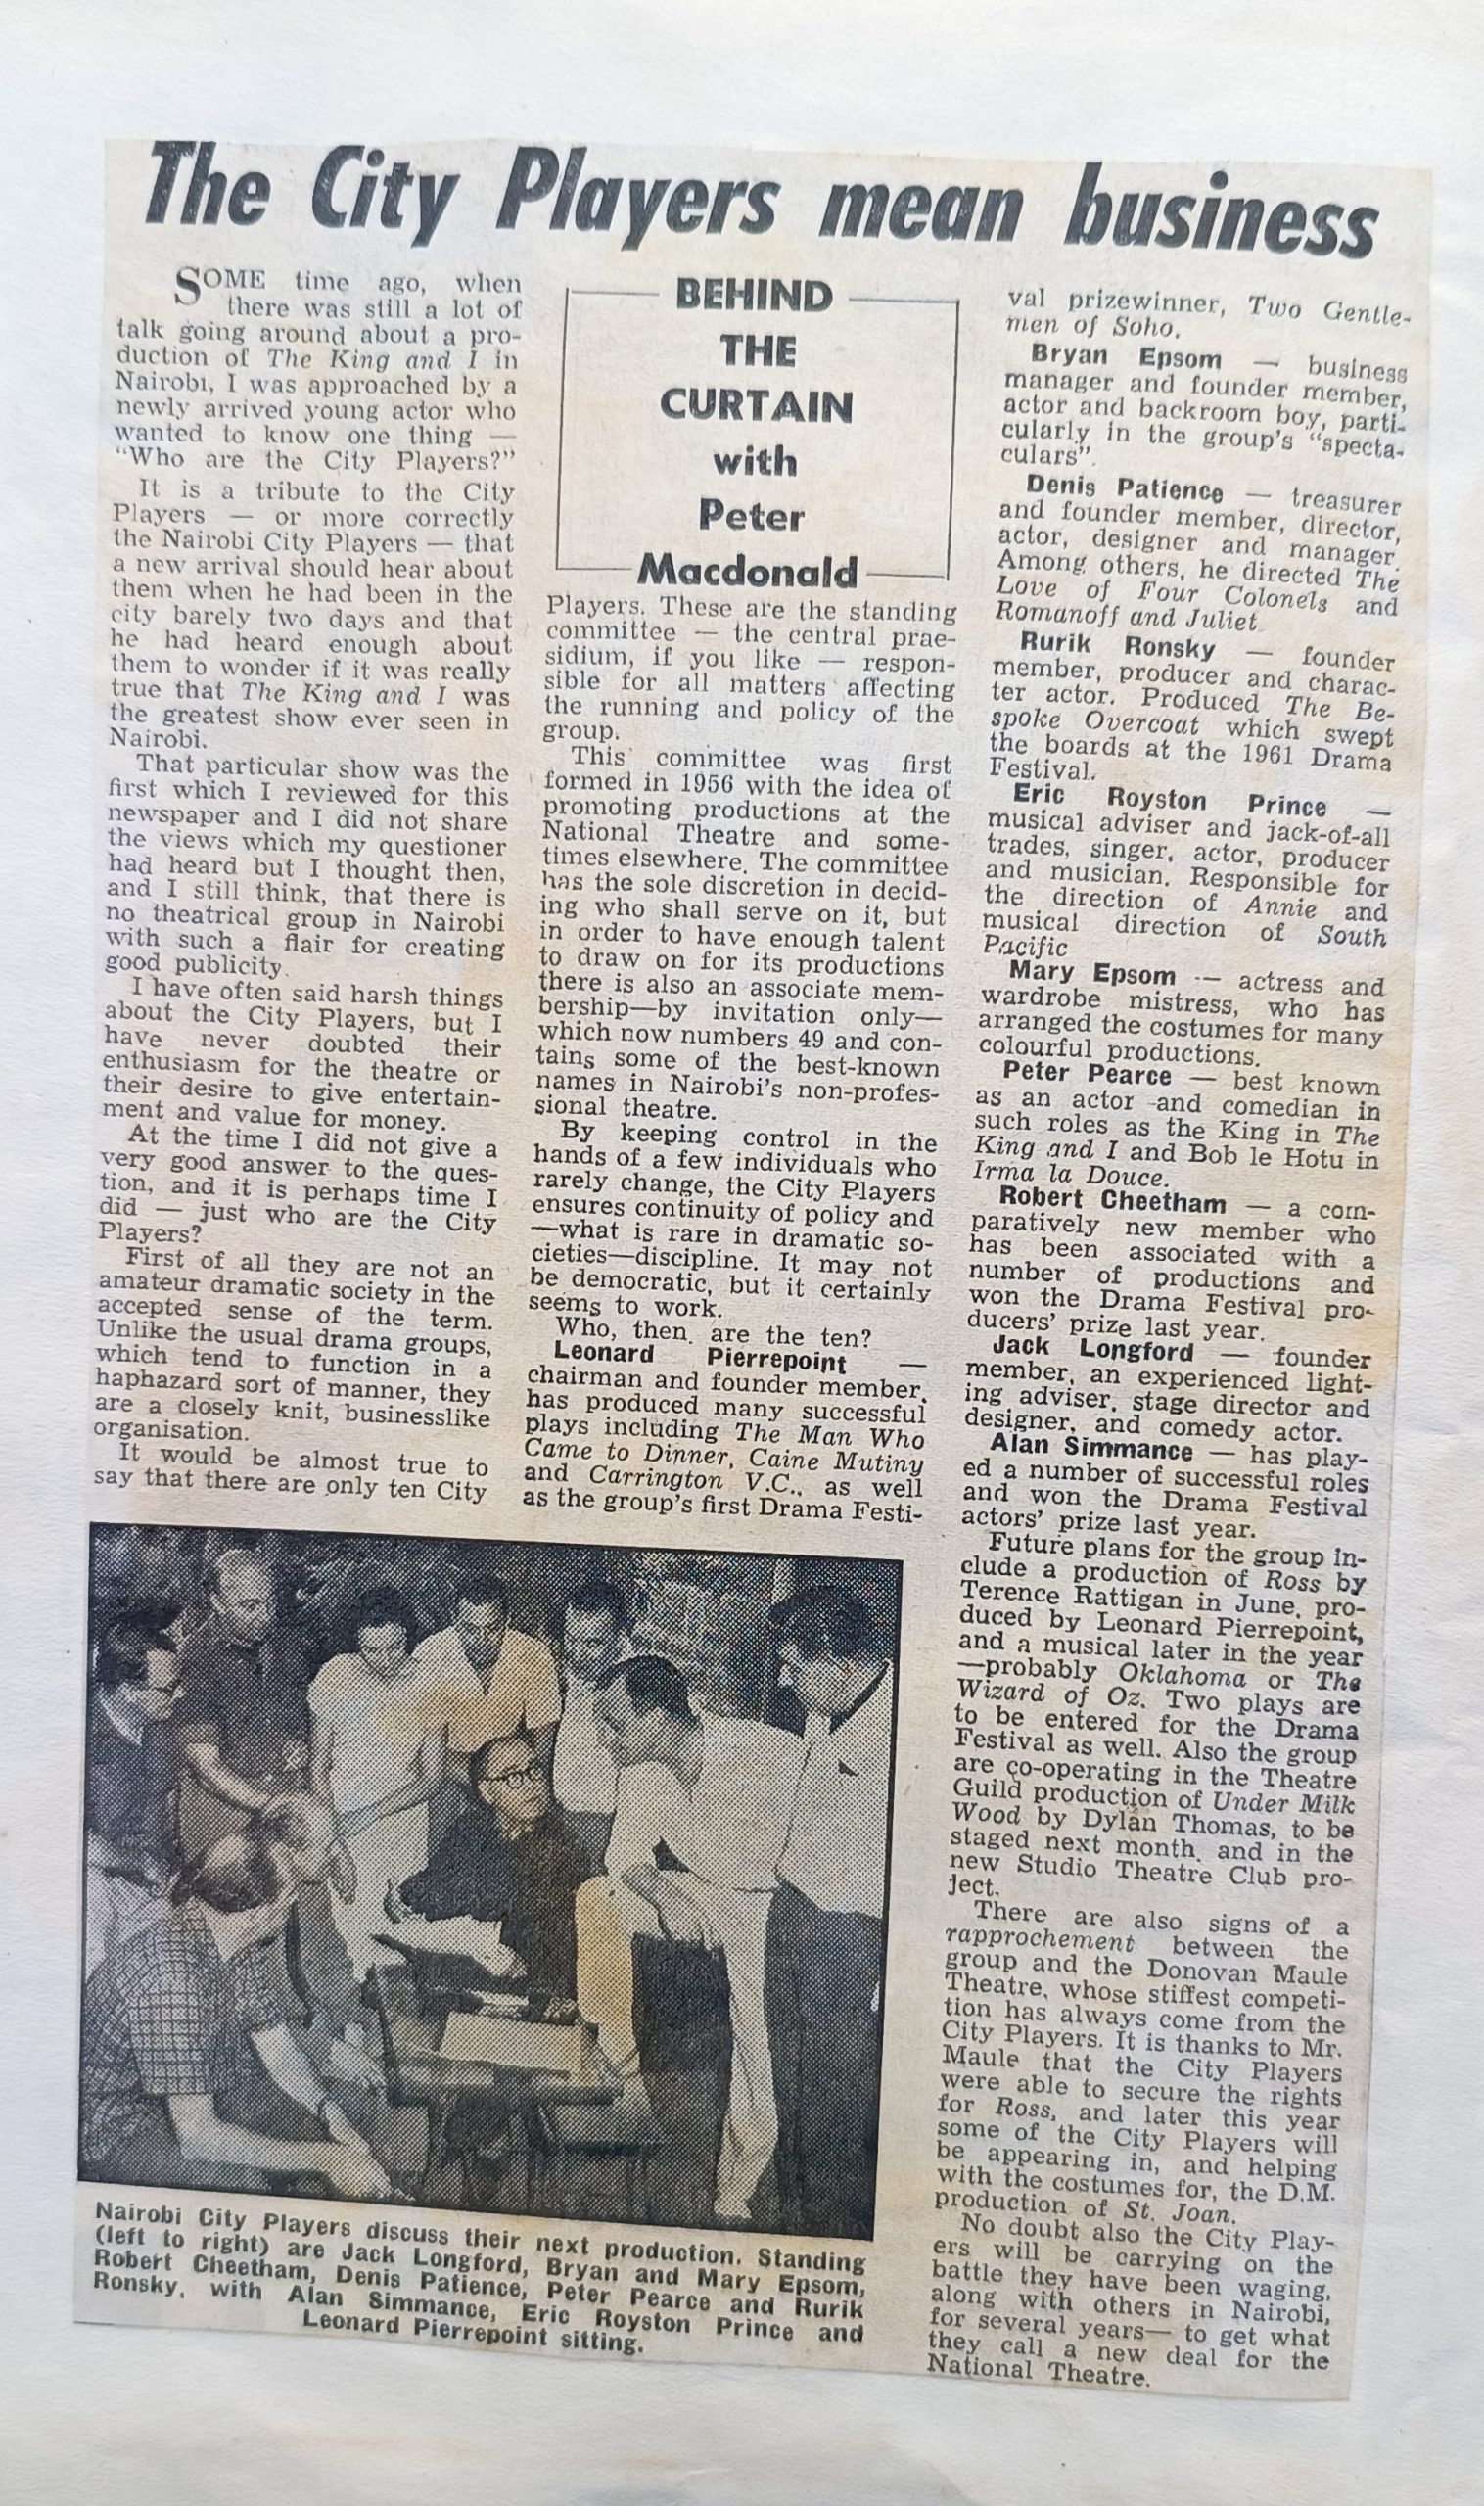 The City Players mean business
SOME time ago, when
there was still a lot of
talk going around about a pro-
duction of The King and I in
Nairobi, I was approached by a
newly arrived young actor who
wanted to know one thing —
"Who are the City Players?"
It is a tribute to the City
Players — or more correctly
the Nairobi City Players — that
a new arrival should hear about
them when he had been in the
city barely two days and that
he had heard enough about
them to wonder if it was really
true that The King and I was
the greatest show ever seen in
Nairobi.
That particular show was the
first which I reviewed for this
newspaper and I did not share
the views which my questioner
had heard but I thought then,
and I still think, that there is
no theatrical group in Nairobi
with such a flair for creating
good publicity.
I have often said harsh things
about the City Players, but I
have never doubted their
enthusiasm for the theatre or
their desire to give entertain-
ment and value for money.
At the time I did not give a
very good answer to the ques-
tion, and it is perhaps time I
did — just who are the City
Players?
First of all they are not an
amateur dramatic society in the
accepted sense of the term.
Unlike the usual drama groups,
which tend to function in a
haphazard sort of manner, they
are a closely knit, businesslike
organisation.
It would be almost true to
say that there are only ten City
BEHIND
THE
CURTAIN
with
Peter
Macdonald
Players. These are the standing
committee — the central prae-
sidium, if you like — respon-
sible for all matters affecting
the running and policy of the
group.
This committee was first
formed in 1956 with the idea of
promoting productions at the
National Theatre and some-
times elsewhere. The committee
has the sole discretion in decid-
ing who shall serve on it, but
in order to have enough talent
to draw on for its productions
there is also an associate mem-
bership—by invitation only—
which now numbers 49 and con-
tains some of the best-known
names in Nairobi's non-profes-
sional theatre.
By keeping control in the
hands of a few individuals who
rarely change, the City Players
ensures continuity of policy and
—what is rare in dramatic so-
cieties—discipline. It may not
be democratic, but it certainly
seems to work.
Who, then, are the ten?
Leonard Pierrepoint —
chairman and founder member,
has produced many successful
plays including The Man Who
Came to Dinner, Caine Mutiny
and Carrington V.C., as well
as the group's first Drama Festi-
val prizewinner, Two Gentle-
men of Soho.
Bryan Epsom — business
manager and founder member,
actor and backroom boy, parti-
cularly in the group's "specta-
culars".
Denis Patience — treasurer
and founder member, director,
actor, designer and manager.
Among others, he directed The
Love of Four Colonels and
Romanoff and Juliet.
Rurik Ronsky — founder
member, producer and charac-
ter actor. Produced The Be-
spoke Overcoat which swept
the boards at the 1961 Drama
Festival.
Eric Royston Prince —
musical adviser and jack-of-all
trades, singer, actor, producer
and musician. Responsible for
the direction of Annie and
musical direction of South
Pacific
Mary Epsom — actress and
wardrobe mistress, who has
arranged the costumes for many
colourful productions.
Peter Pearce — best known
as an actor and comedian in
such roles as the King in The
King and I and Bob le Hotu in
Irma la Douce.
Robert Cheetham — a com-
paratively new member who
has been associated with a
number of productions and
won the Drama Festival pro-
ducers' prize last year.
Jack Longford — founder
member, an experienced light-
ing adviser, stage director and
designer, and comedy actor.
Alan Simmance — has play-
ed a number of successful roles
and won the Drama Festival
actors' prize last year.
Future plans for the group in-
clude a production of Ross by
Terence Rattigan in June, pro-
duced by Leonard Pierrepoint,
and a musical later in the year
—probably Oklahoma or The
Wizard of Oz. Two plays are
to be entered for the Drama
Festival as well. Also the group
are co-operating in the Theatre
Guild production of Under Milk
Wood by Dylan Thomas, to be
staged next month, and in the
new Studio Theatre Club pro-
ject.
There are also signs of a
rapprochement between the
group and the Donovan Maule
Theatre, whose stiffest competi-
tion has always come from the
City Players. It is thanks to Mr.
Maule that the City Players
were able to secure the rights
for Ross, and later this year
some of the City Players will
be appearing in, and helping
with the costumes for, the D.M.
production of St. Joan.
No doubt also the City Play-
ers will be carrying on the
battle they have been waging,
along with others in Nairobi,
for several years— to get what
they call a new deal for the
National Theatre.
Nairobi City Players discuss their next production. Standing
(left to right) are Jack Longford, Bryan and Mary Epsom,
Robert Cheetham, Denis Patience, Peter Pearce and Rurik
Ronsky, with Alan Simmance, Eric Royston Prince and
Leonard Pierrepoint sitting.